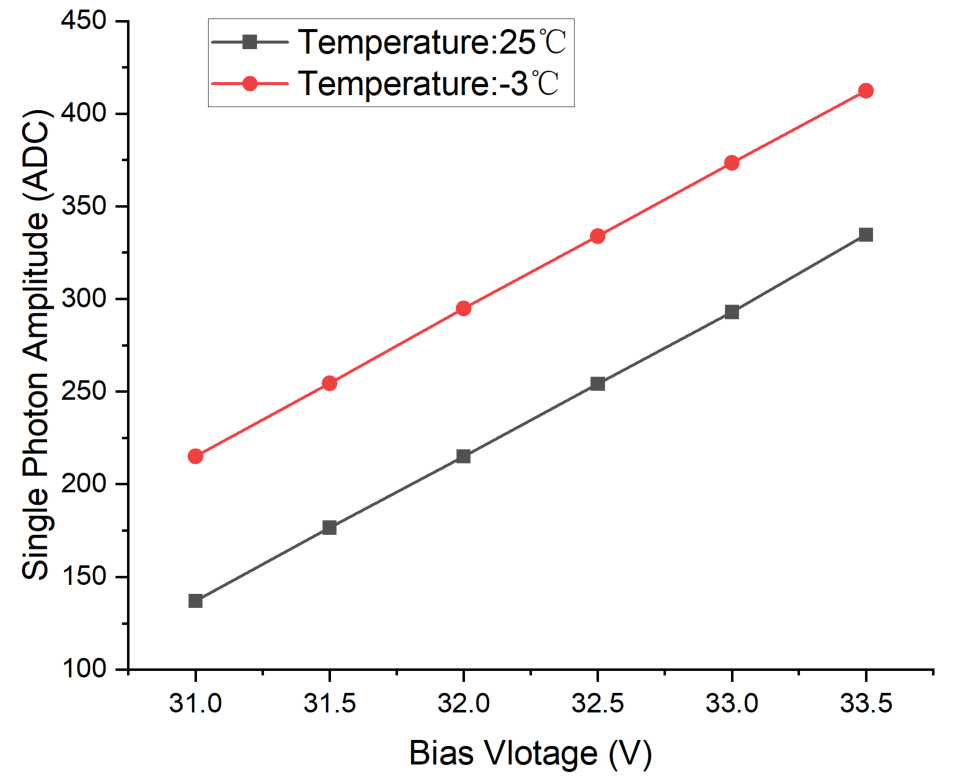 Temperature:25℃
Temperature:-3℃
Single Photon Amplitude (ADC)
450
400
350
300
250
200
150
100
31.0 31.5 32.0 32.5 33.0 33.5
Bias Vlotage (V)